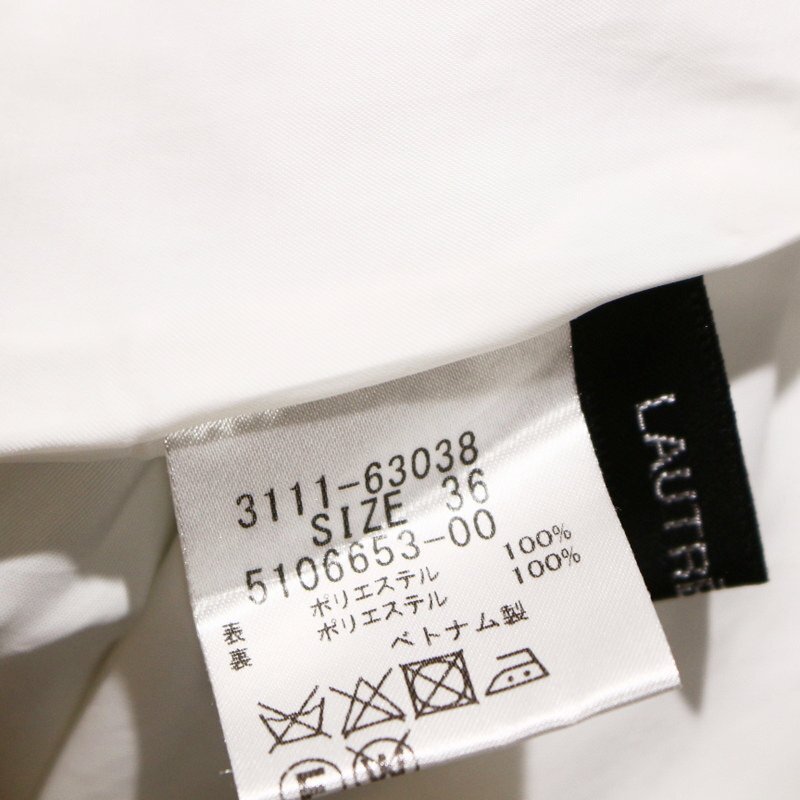 3111-63038
SIZE 36
5106653-00
表 ポリエステル 100%
裏 ポリエステル 100%
ベトナム製
LAUTRE